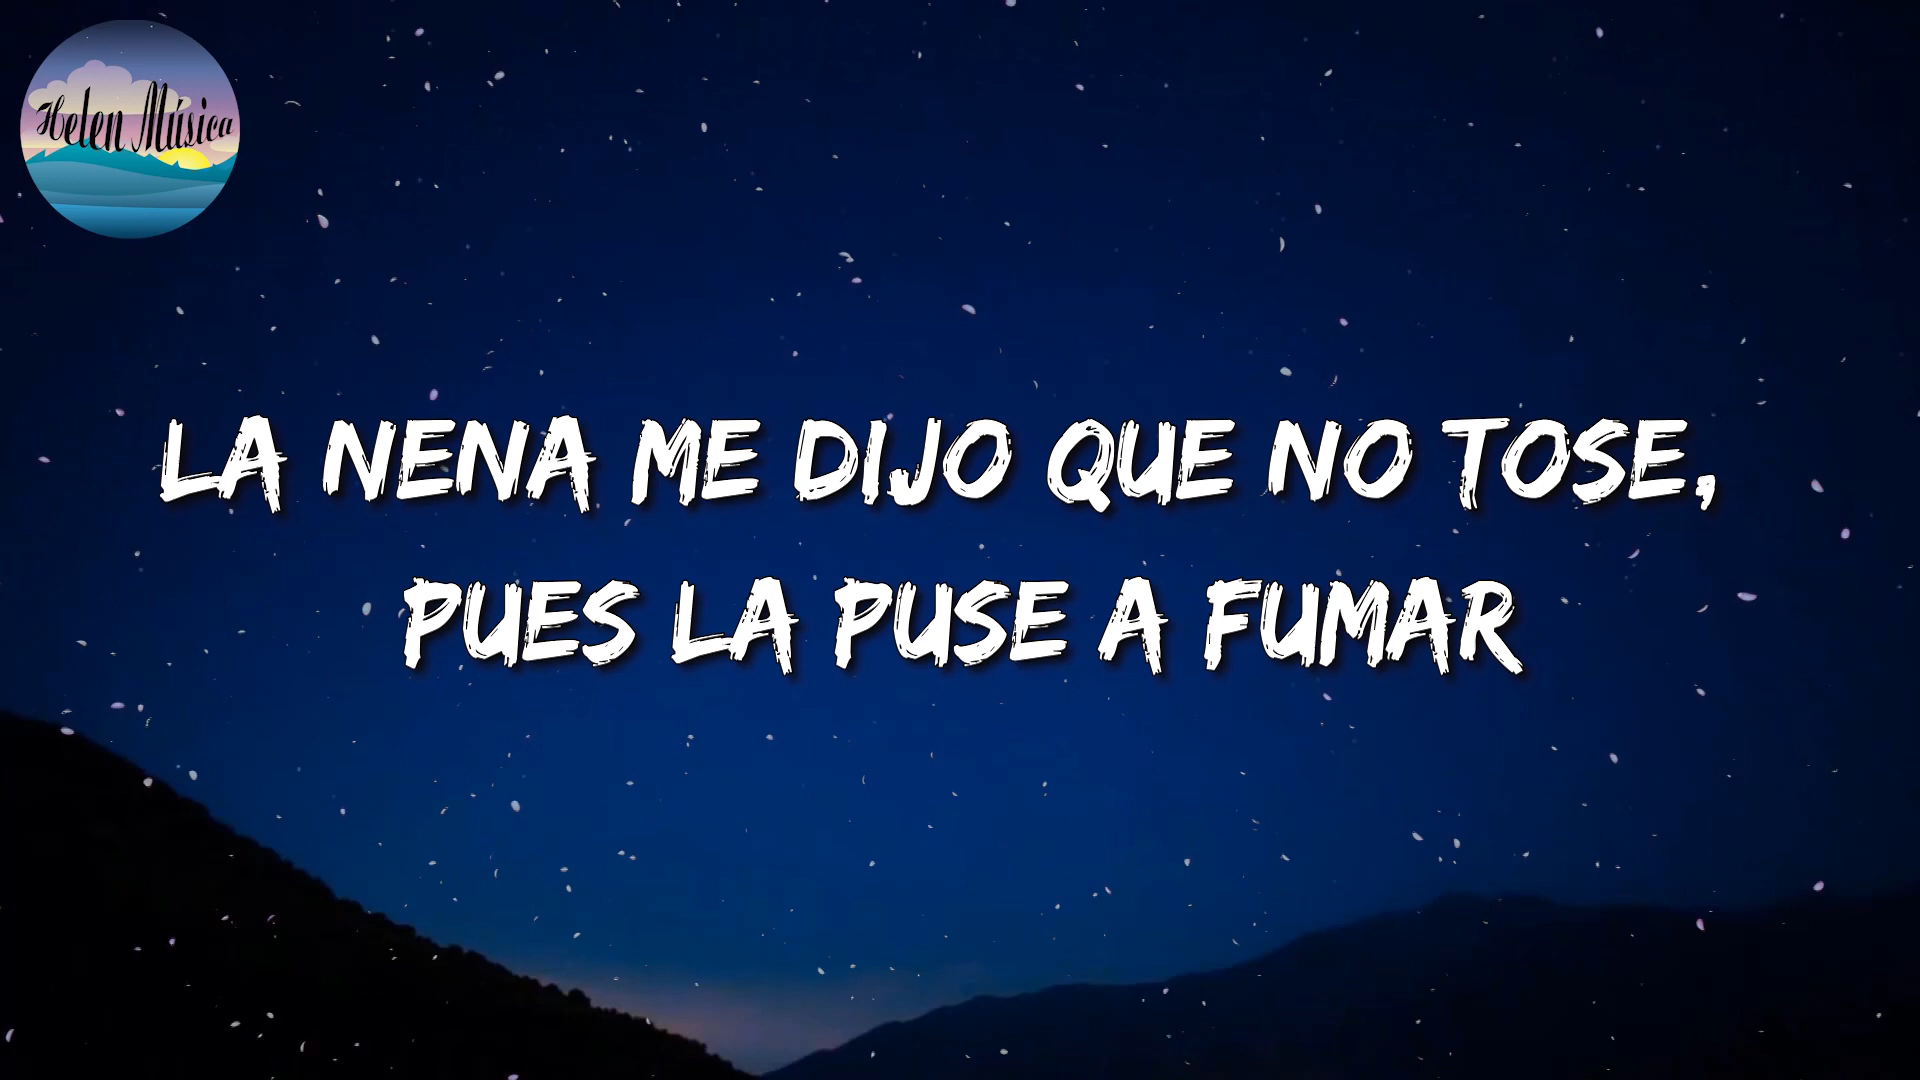 Helen Música
LA NENA ME DIJO QUE NO TOSE,
PUES LA PUSE A FUMAR